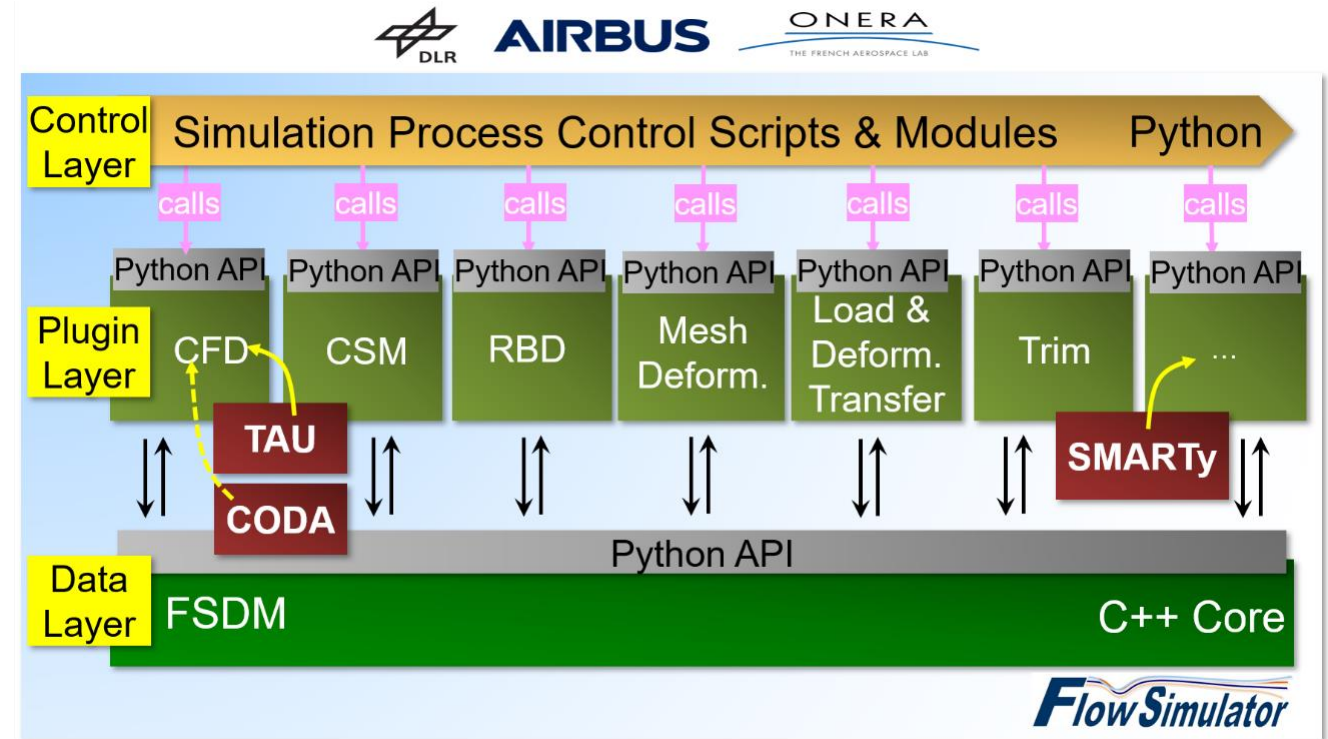 DLR
AIRBUS
ONERA
THE FRENCH AEROSPACE LAB
Control
Layer
Simulation Process Control Scripts & Modules Python
calls calls calls calls calls calls calls
Python API Python API Python API Python API Python API Python API Python API
Plugin
Layer
CFD
CSM
RBD
Mesh
Deform.
Load &
Deform.
Transfer
Trim
...
TAU
CODA
SMARTy
Python API
Data
Layer
FSDM
C++ Core
FlowSimulator